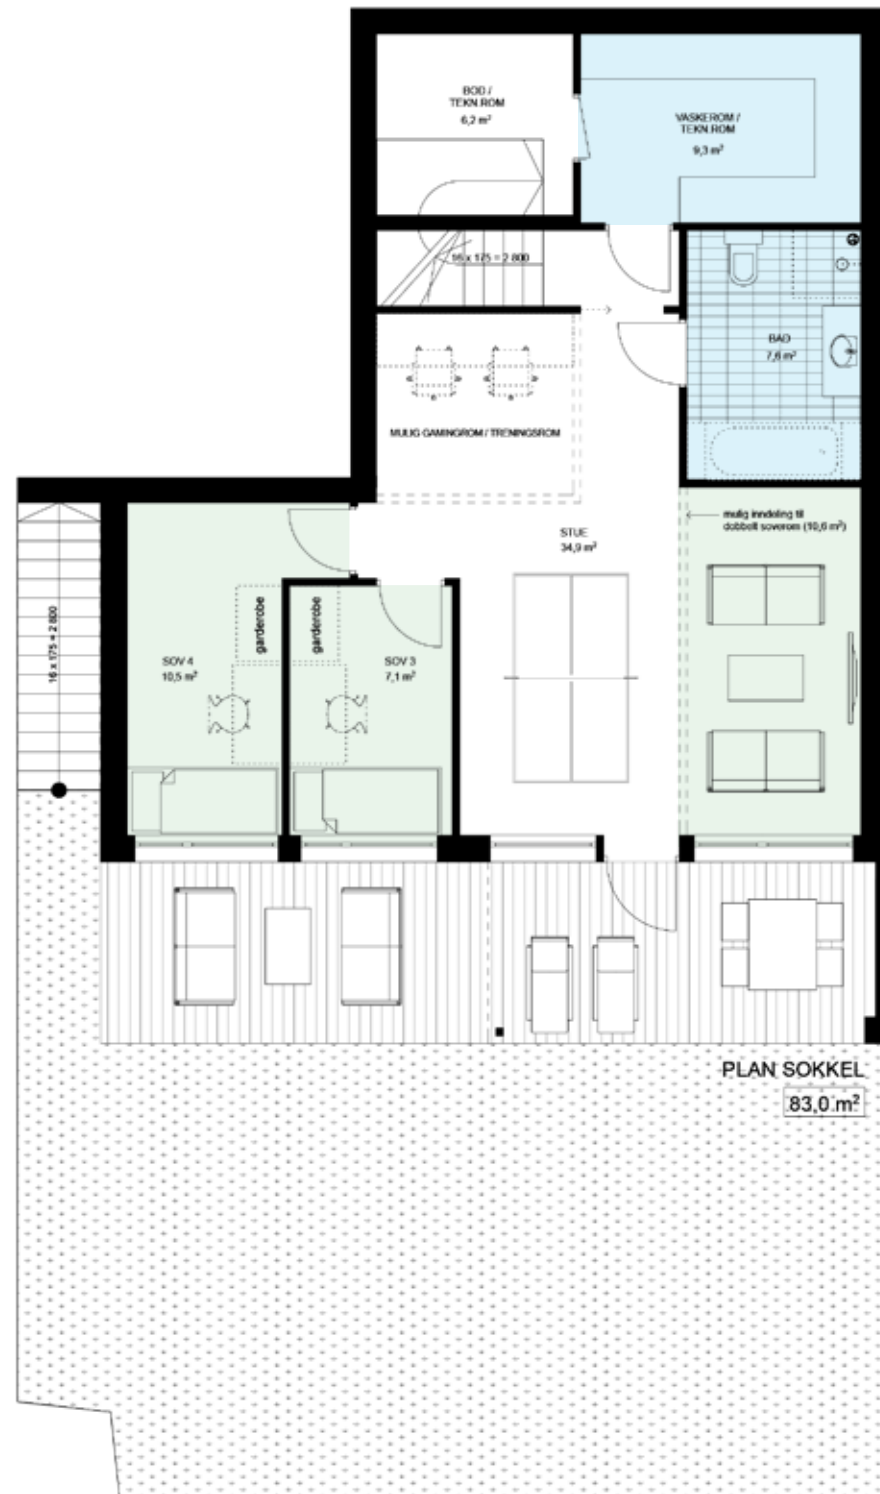 BOD /
TEKN.ROM
6,2 m²
VASKEROM /
TEKN.ROM
9,3 m²
16 x 175 = 2 800
BAD
7,6 m²
MULIG GAMINGROM / TRENINGSROM
mulig inndeling til
dobbelt soverom (10,6 m²)
STUE
34,9 m²
garderobe
garderobe
16 x 175 = 2 800
SOV 4
10,5 m²
SOV 3
7,1 m²
PLAN SOKKEL
83,0 m²